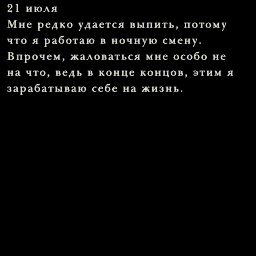 21 июля
Мне редко удается выпить, потому
что я работаю в ночную смену.
Впрочем, жаловаться мне особо не
на что, ведь в конце концов, этим я
зарабатываю себе на жизнь.